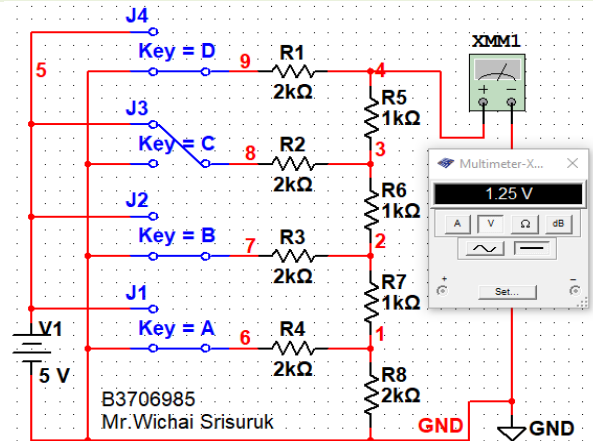 J4
Key = D
5
9
R1
2kΩ
4
XMM1
+ −
R5
1kΩ
J3
Key = C
8
R2
2kΩ
3
Multimeter-X...
1.25 V
A V Ω dB
R6
1kΩ
J2
Key = B
7
R3
2kΩ
2
+ −
Set...
R7
1kΩ
J1
Key = A
6
R4
2kΩ
1
V1
5 V
R8
2kΩ
B3706985
Mr.Wichai Srisuruk
GND
GND